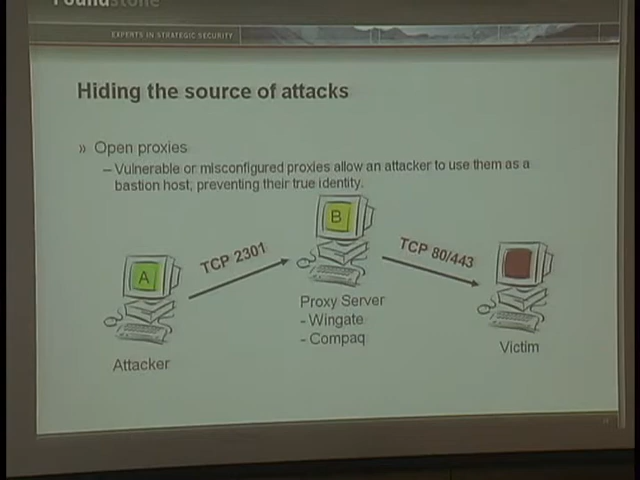 Foundstone
EXPERTS IN STRATEGIC SECURITY
Hiding the source of attacks
» Open proxies
– Vulnerable or misconfigured proxies allow an attacker to use them as a
bastion host, preventing their true identity.
B
TCP 2301
TCP 80/443
A
Proxy Server
- Wingate
- Compaq
Victim
Attacker